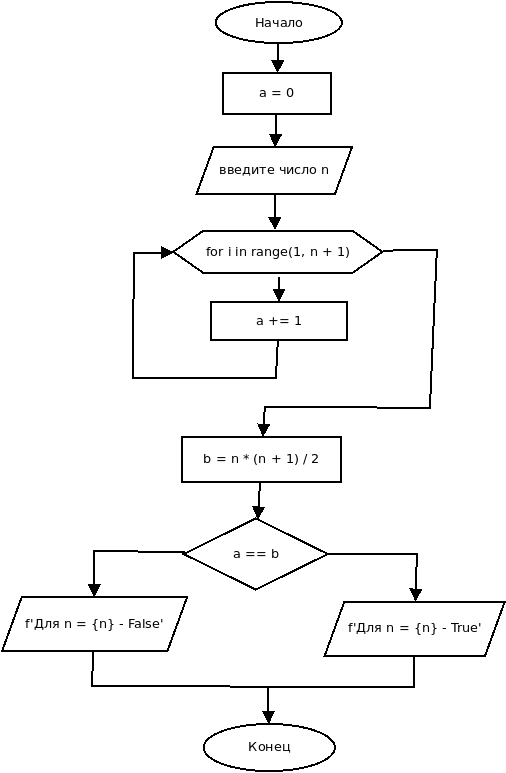 Начало
a = 0
введите число n
for i in range(1, n + 1)
a += 1
b = n * (n + 1) / 2
a == b
f'Для n = {n} - False'
f'Для n = {n} - True'
Конец